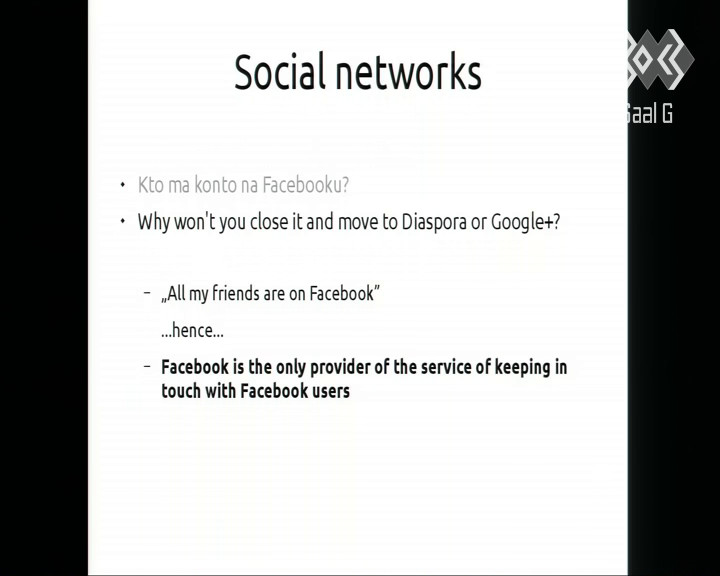 Social networks
Kto ma konto na Facebooku?
Why won't you close it and move to Diaspora or Google+?
– „All my friends are on Facebook”
...hence...
– Facebook is the only provider of the service of keeping in
touch with Facebook users
Saal G